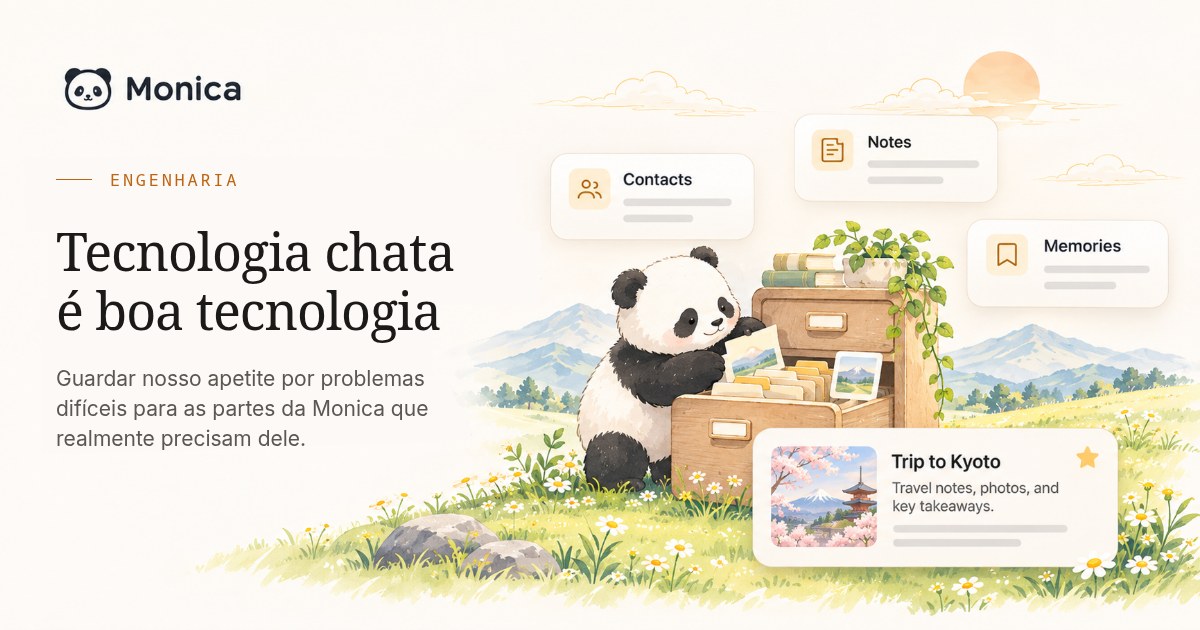 Monica
ENGENHARIA
Tecnologia chata
é boa tecnologia
Guardar nosso apetite por problemas
difíceis para as partes da Monica que
realmente precisam dele.
Contacts
Notes
Memories
Trip to Kyoto
Travel notes, photos, and
key takeaways.